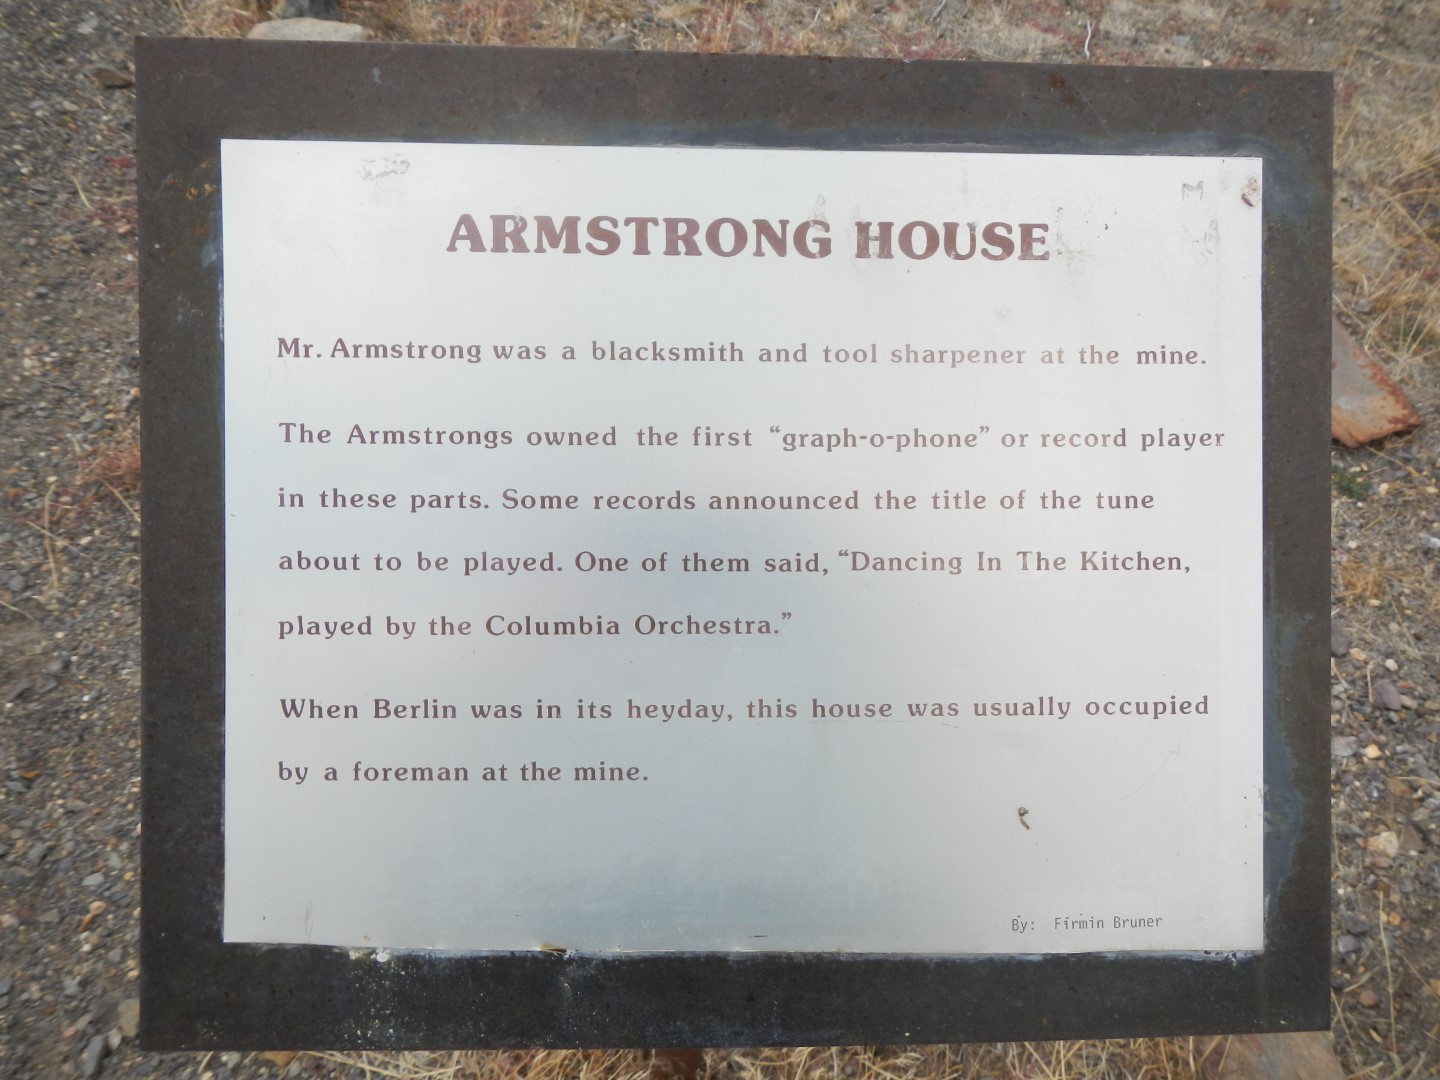 ARMSTRONG HOUSE
Mr. Armstrong was a blacksmith and tool sharpener at the mine.
The Armstrongs owned the first “graph-o-phone” or record player
in these parts. Some records announced the title of the tune
about to be played. One of them said, “Dancing In The Kitchen,
played by the Columbia Orchestra.”
When Berlin was in its heyday, this house was usually occupied
by a foreman at the mine.
By: Firmin Bruner